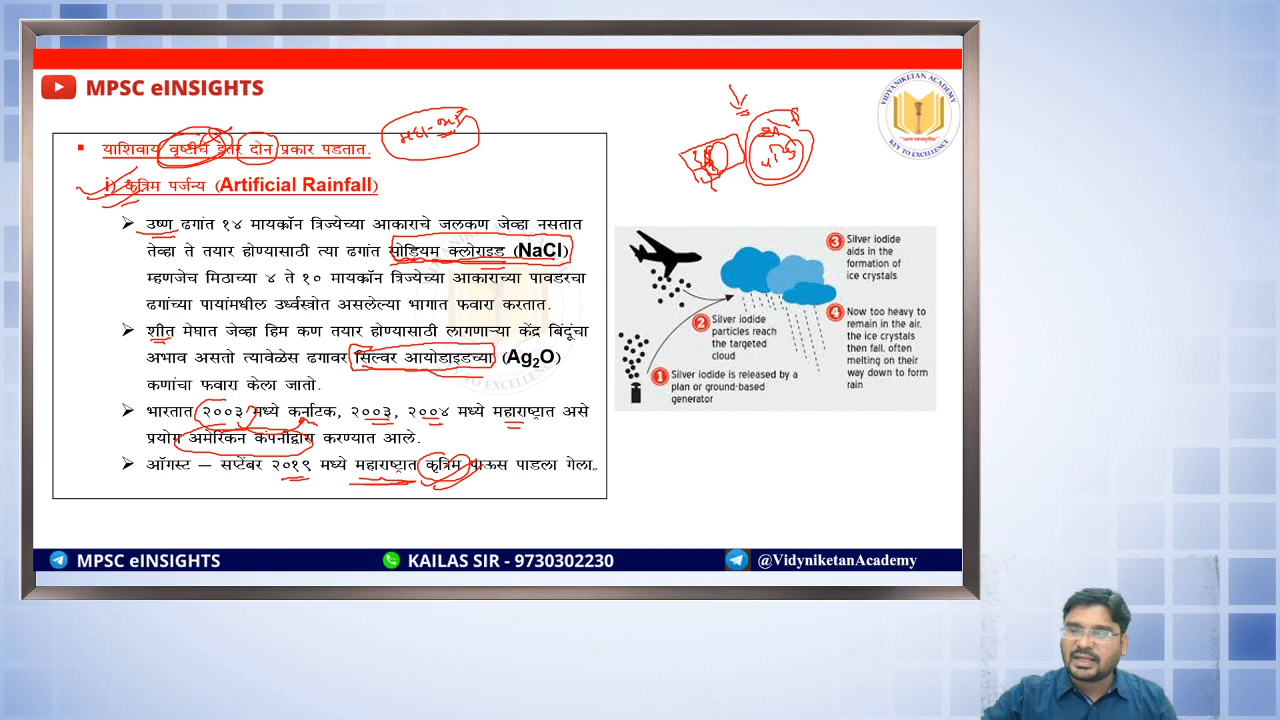 MPSC eINSIGHTS
VIDYANIKETAN ACADEMY
KEY TO EXCELLENCE
याशिवाय वृष्टीचे इतर दोन प्रकार पडतात.
i) कृत्रिम पर्जन्य (Artificial Rainfall)
उष्ण ढगांत १४ मायक्रॉन त्रिज्येच्या आकाराचे जलकण जेव्हा नसतात
तेव्हा ते तयार होण्यासाठी त्या ढगांत सोडियम क्लोराइड (NaCl)
म्हणजेच मिठाच्या ४ ते १० मायक्रॉन त्रिज्येच्या आकाराच्या पावडरचा
ढगांच्या पायांमधील उर्ध्वस्त्रोत असलेल्या भागात फवारा करतात.
शीत मेघात जेव्हा हिम कण तयार होण्यासाठी लागणाऱ्या केंद्र बिंदूंचा
अभाव असतो त्यावेळेस ढगावर सिल्वर आयोडाइडच्या (Ag₂O)
कणांचा फवारा केला जातो.
भारतात २००३ मध्ये कर्नाटक, २००३, २००४ मध्ये महाराष्ट्रात असे
प्रयोग अमेरिकन कंपनीद्वारा करण्यात आले.
ऑगस्ट – सप्टेंबर २०१९ मध्ये महाराष्ट्रात कृत्रिम पाऊस पाडला गेला.
3 Silver iodide
aids in the
formation of
ice crystals
2 Silver iodide
particles reach
the targeted
cloud
4 Now too heavy to
remain in the air,
the ice crystals
then fall, often
melting on their
way down to form
rain
1 Silver iodide is released by a
plan or ground-based
generator
MPSC eINSIGHTS
KAILAS SIR - 9730302230
@VidyniketanAcademy